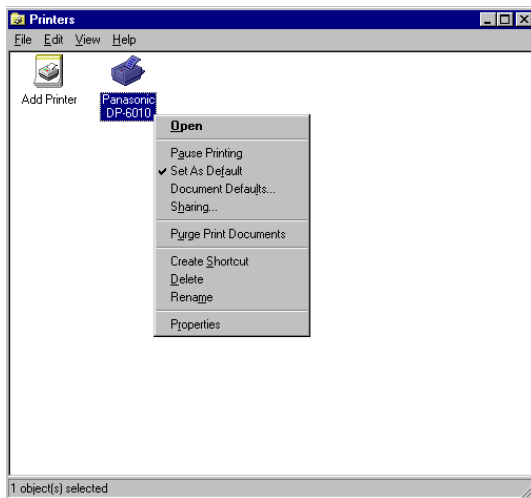 Printers
File Edit View Help
Add Printer
Panasonic
DP-6010
Open
Pause Printing
Set As Default
Document Defaults...
Sharing...
Purge Print Documents
Create Shortcut
Delete
Rename
Properties
1 object(s) selected